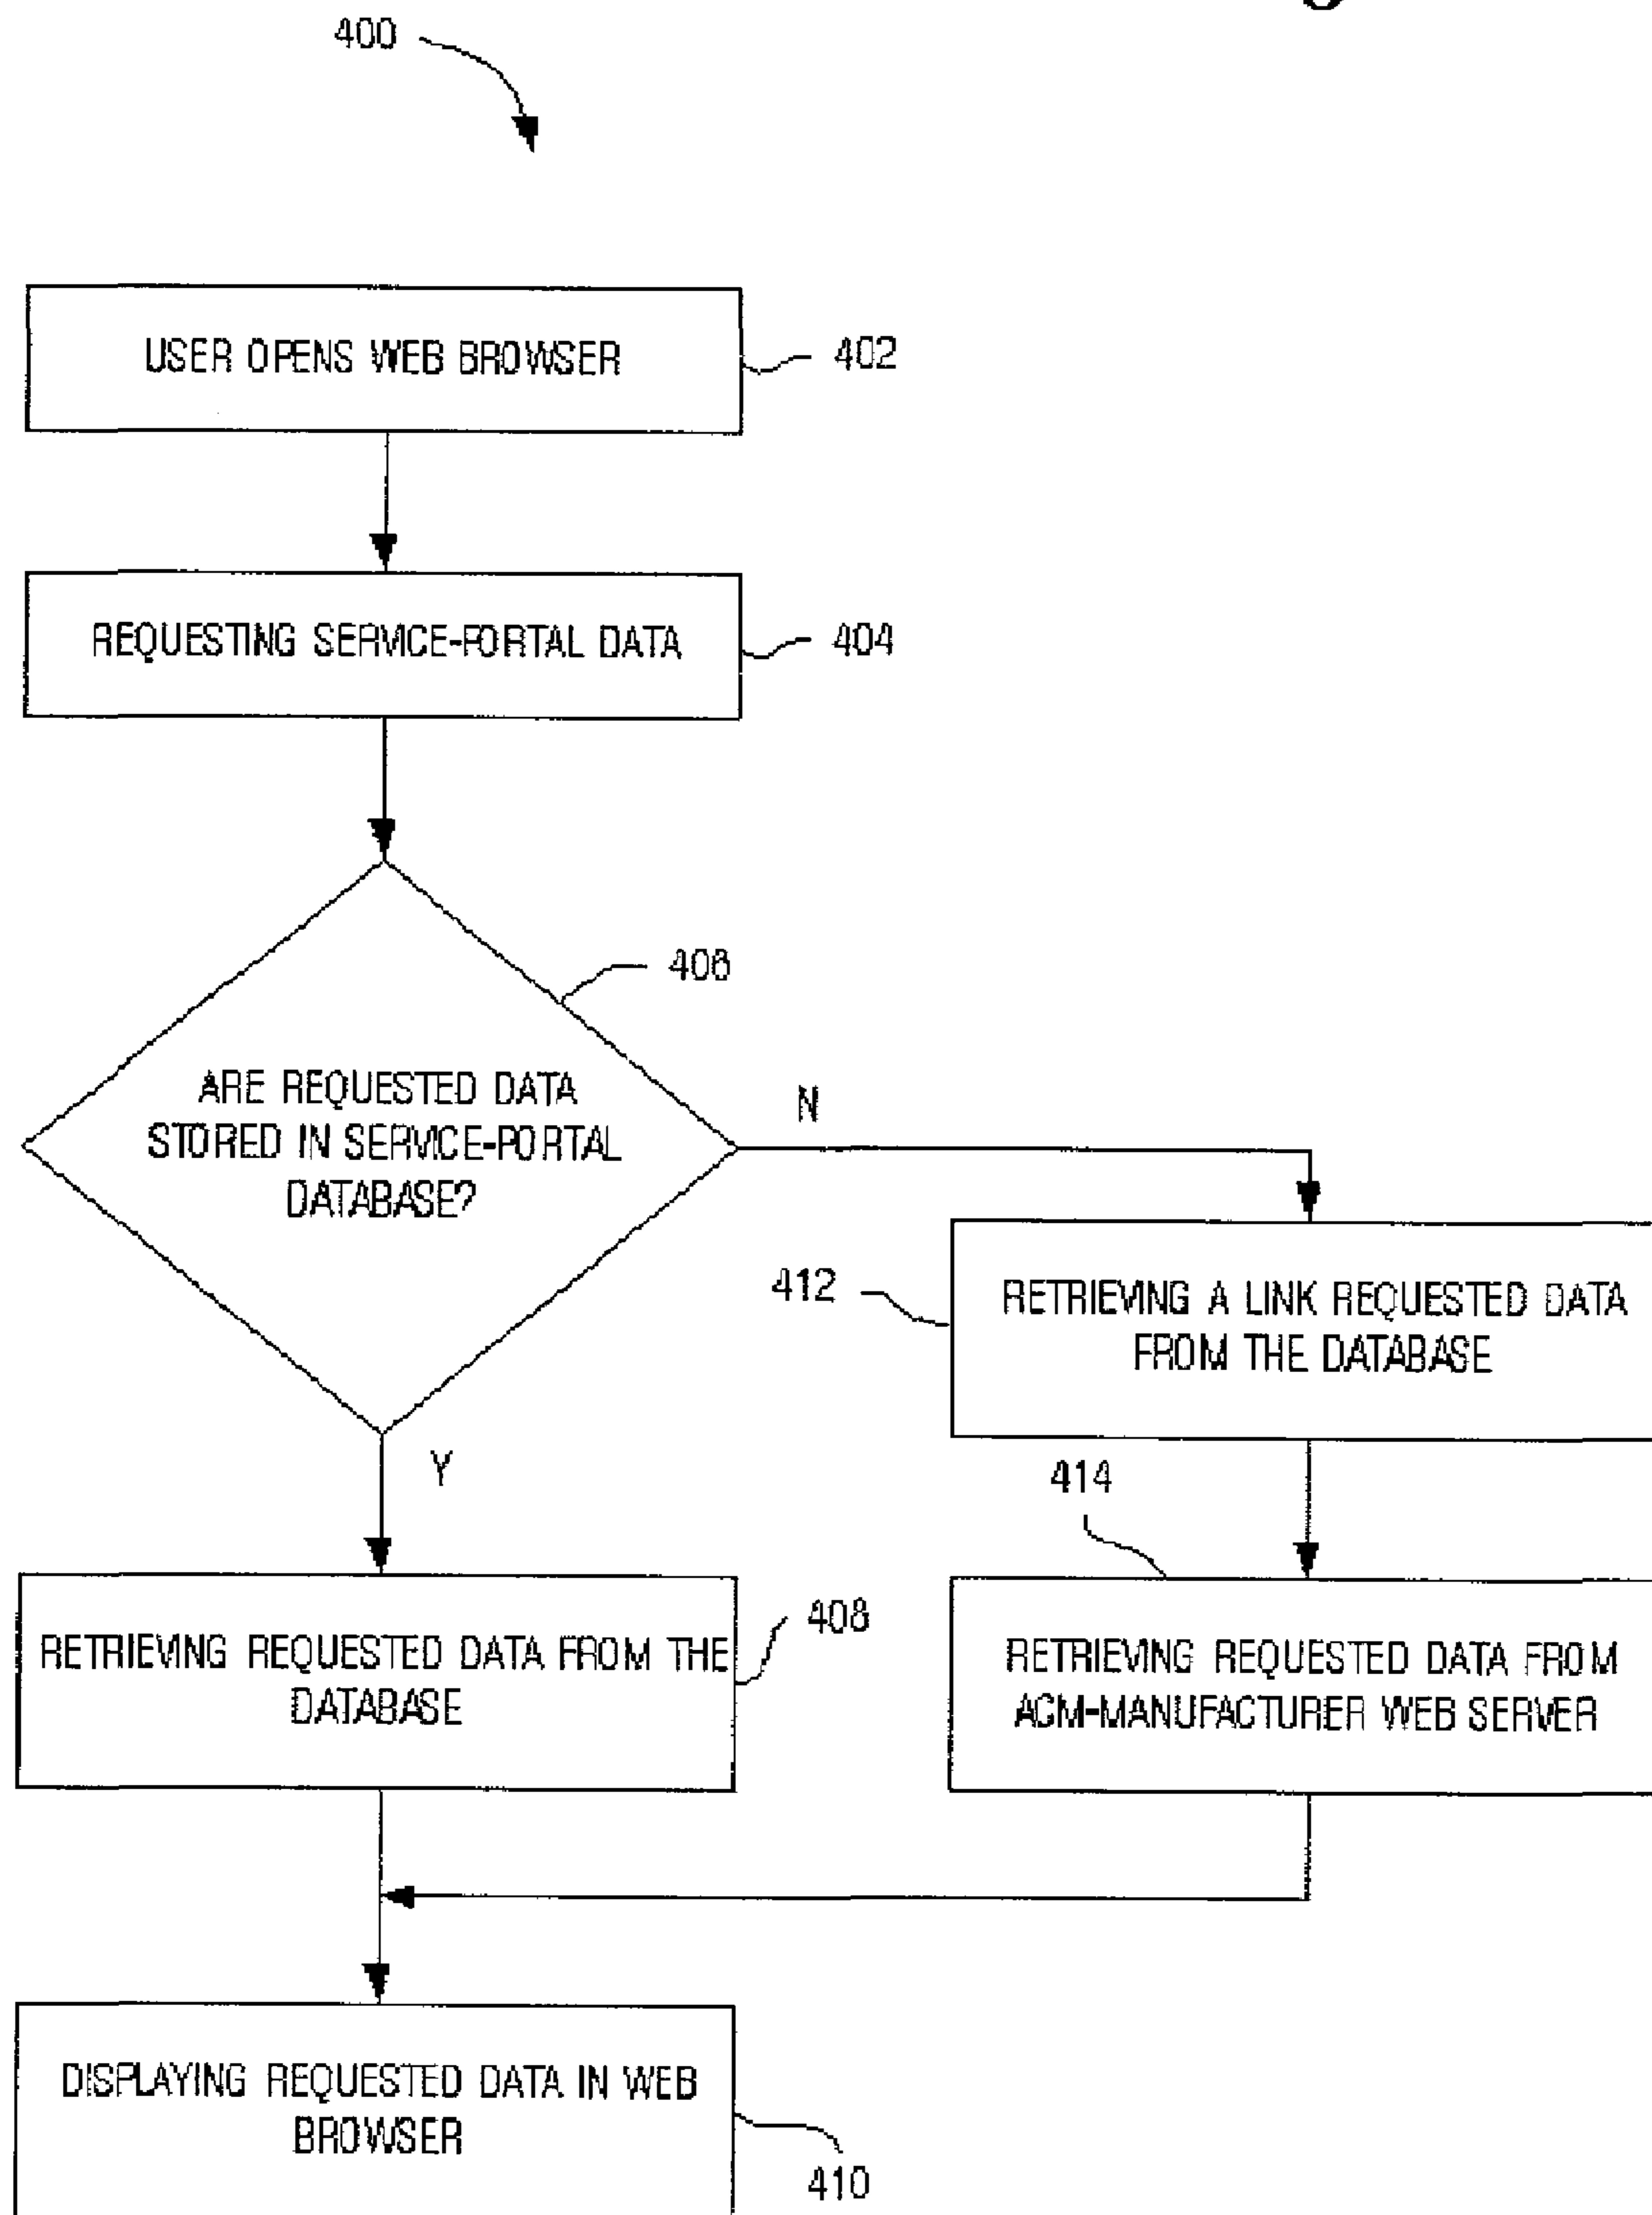 400
USER OPENS WEB BROWSER
402
REQUESTING SERVICE-PORTAL DATA
404
406
ARE REQUESTED DATA
STORED IN SERVICE-PORTAL
DATABASE?
N
412
RETRIEVING A LINK REQUESTED DATA
FROM THE DATABASE
Y
414
408
RETRIEVING REQUESTED DATA FROM THE
DATABASE
RETRIEVING REQUESTED DATA FROM
ACM-MANUFACTURER WEB SERVER
DISPLAYING REQUESTED DATA IN WEB
BROWSER
410